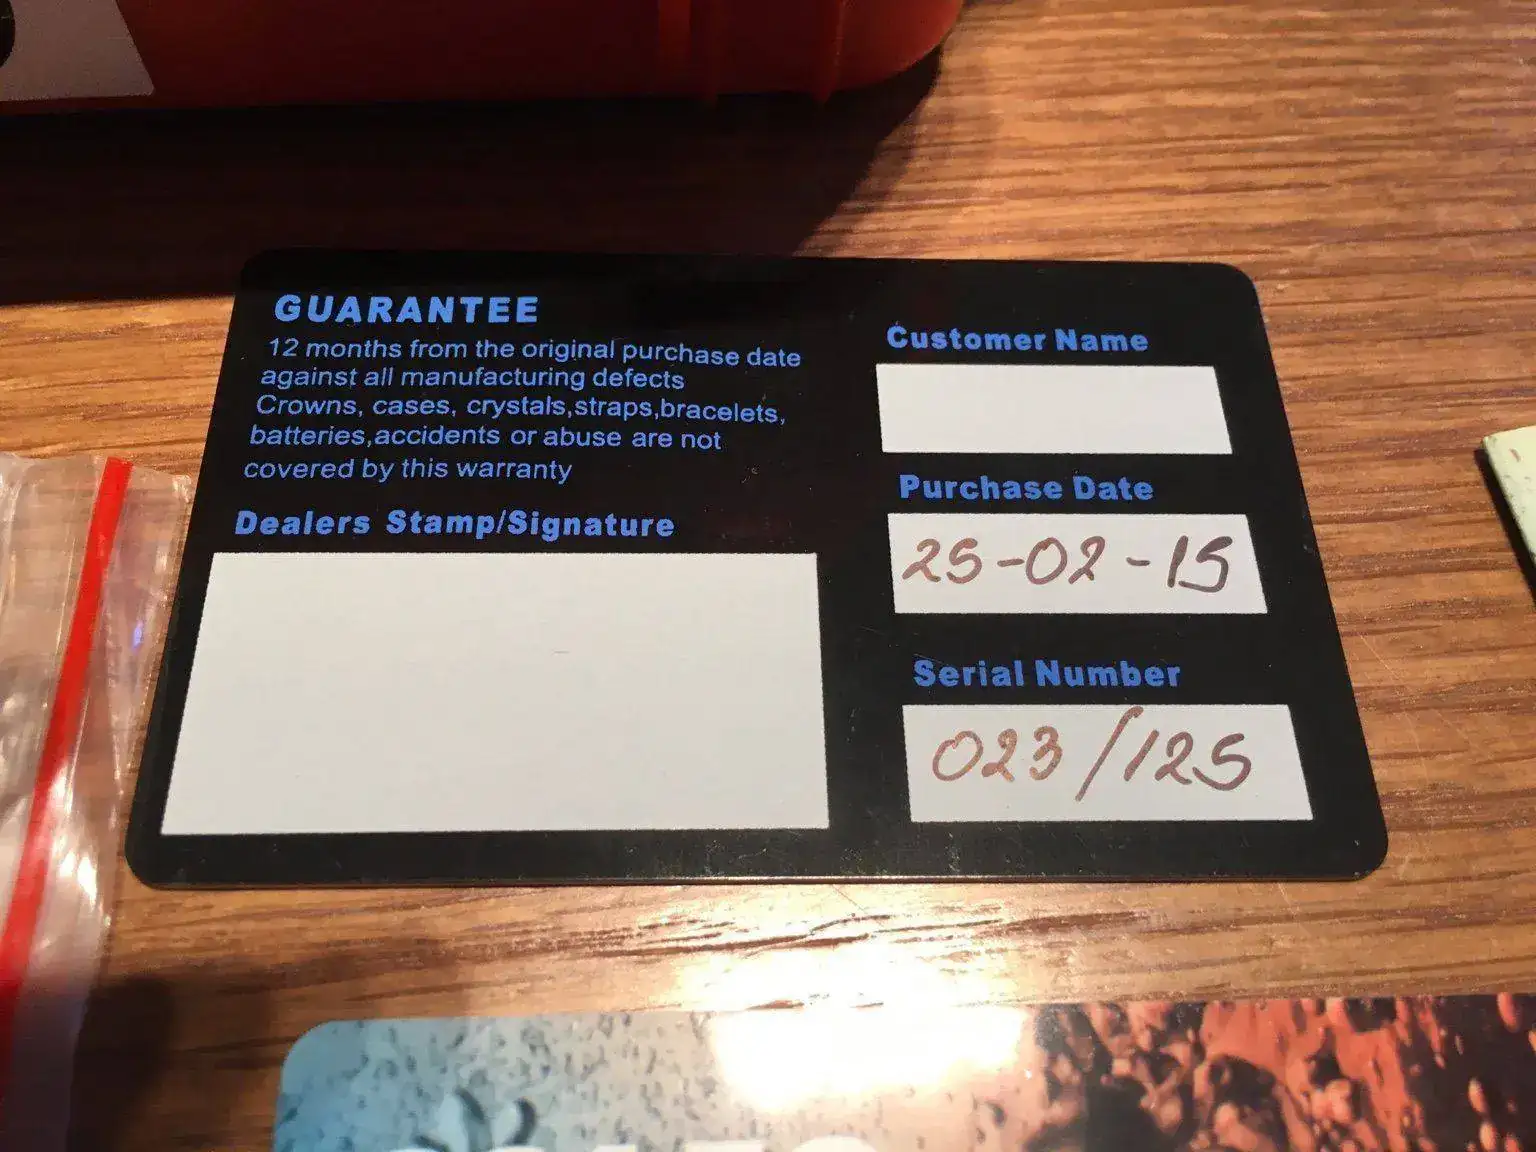 GUARANTEE
12 months from the original purchase date
against all manufacturing defects
Crowns, cases, crystals,straps,bracelets,
batteries,accidents or abuse are not
covered by this warranty
Dealers Stamp/Signature
Customer Name
Purchase Date
25-02-15
Serial Number
023/125